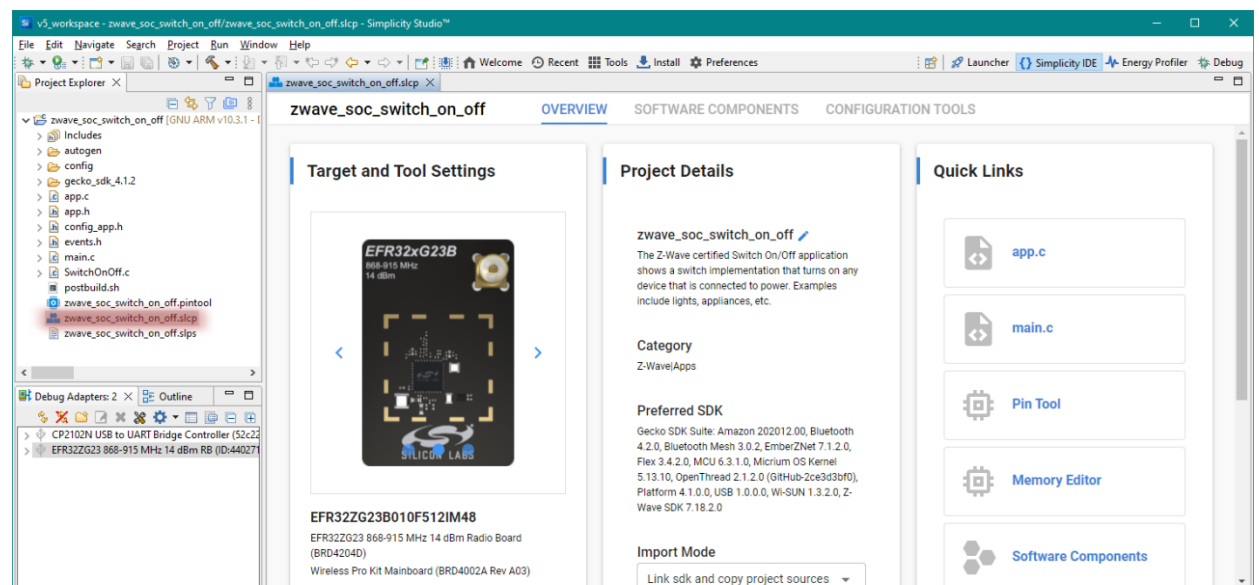 v5_workspace - zwave_soc_switch_on_off/zwave_soc_switch_on_off.slcp - Simplicity Studio™
File Edit Navigate Search Project Run Window Help
Welcome Recent Tools Install Preferences Launcher {} Simplicity IDE Energy Profiler Debug
Project Explorer
zwave_soc_switch_on_off.slcp
zwave_soc_switch_on_off [GNU ARM v10.3.1 -
Includes
autogen
config
gecko_sdk_4.1.2
app.c
app.h
config_app.h
events.h
main.c
SwitchOnOff.c
postbuild.sh
zwave_soc_switch_on_off.pintool
zwave_soc_switch_on_off.slcp
zwave_soc_switch_on_off.slps
Debug Adapters: 2 Outline
CP2102N USB to UART Bridge Controller (52c22
EFR32ZG23 868-915 MHz 14 dBm RB (ID:440271
zwave_soc_switch_on_off OVERVIEW SOFTWARE COMPONENTS CONFIGURATION TOOLS
Target and Tool Settings
EFR32xG23B
868-915 MHz
14 dBm
SILICON LABS
EFR32ZG23B010F512IM48
EFR32ZG23 868-915 MHz 14 dBm Radio Board
(BRD4204D)
Wireless Pro Kit Mainboard (BRD4002A Rev A03)
Project Details
zwave_soc_switch_on_off
The Z-Wave certified Switch On/Off application
shows a switch implementation that turns on any
device that is connected to power. Examples
include lights, appliances, etc.
Category
Z-Wave|Apps
Preferred SDK
Gecko SDK Suite: Amazon 202012.00, Bluetooth
4.2.0, Bluetooth Mesh 3.0.2, EmberZNet 7.1.2.0,
Flex 3.4.2.0, MCU 6.3.1.0, Micrium OS Kernel
5.13.10, OpenThread 2.1.2.0 (GitHub-2ce3d3bf0),
Platform 4.1.0.0, USB 1.0.0.0, Wi-SUN 1.3.2.0, Z-
Wave SDK 7.18.2.0
Import Mode
Link sdk and copy project sources
Quick Links
app.c
main.c
Pin Tool
Memory Editor
Software Components